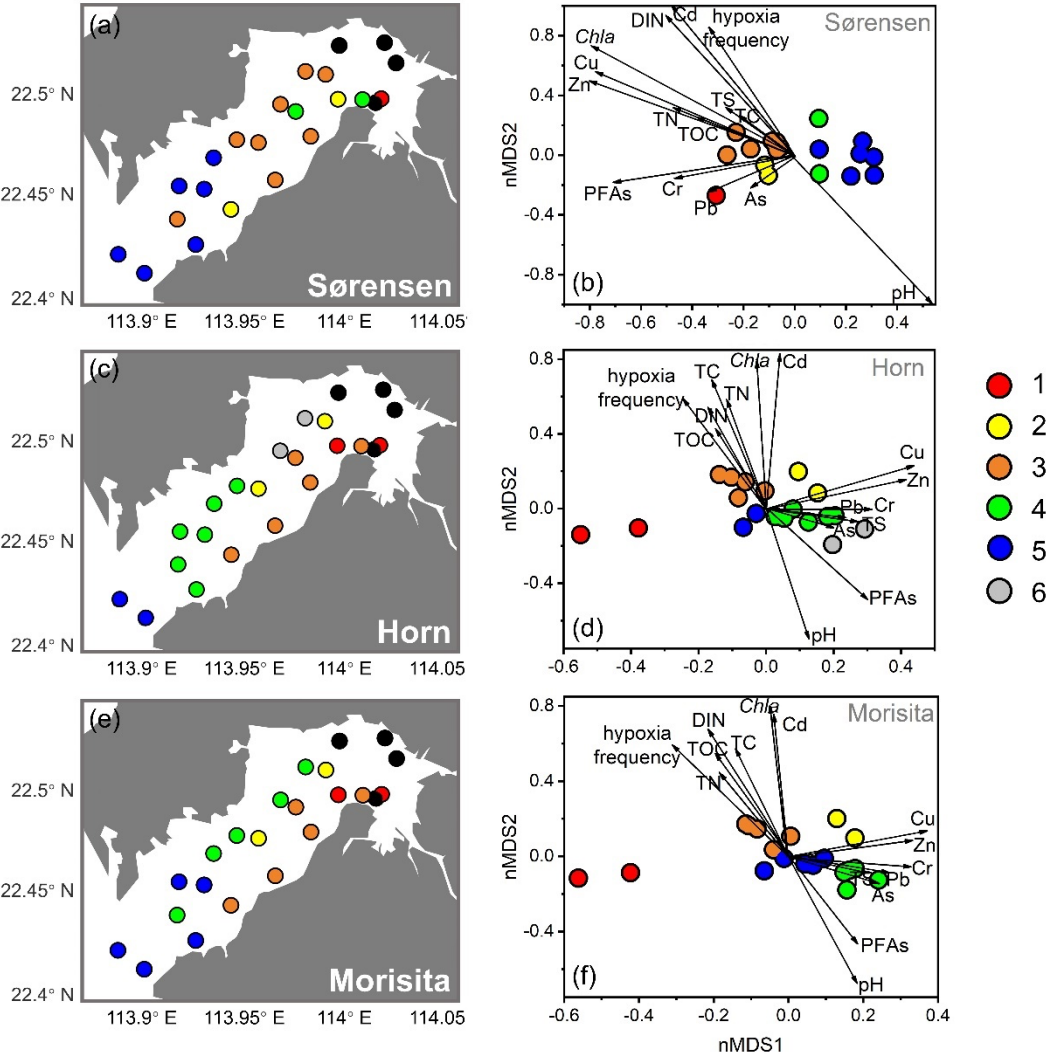 (a)
22.5° N
22.45° N
22.4° N
113.9° E
113.95° E
114° E
114.05°
Sørensen
Sørensen
DIN
Cd
hypoxia
frequency
Chla
Cu
Zn
TS
TC
TN
TOC
PFAs
Cr
Pb
As
pH
(b)
nMDS2
0.8
0.4
0.0
-0.4
-0.8
-0.8
-0.6
-0.4
-0.2
0.0
0.2
0.4
(c)
22.5° N
22.45° N
22.4° N
113.9° E
113.95° E
114° E
114.05° E
Horn
Horn
Chla
Cd
TC
hypoxia
frequency
TN
DIN
TOC
Cu
Zn
Pb
Cr
TS
As
PFAs
pH
(d)
nMDS2
0.8
0.4
0.0
-0.4
-0.6
-0.4
-0.2
0.0
0.2
0.4
1
2
3
4
5
6
(e)
22.5° N
22.45° N
22.4° N
113.9° E
113.95° E
114° E
114.05° E
Morisita
Morisita
Chla
Cd
DIN
hypoxia
frequency
TOC
TC
TN
Cu
Zn
Cr
Pb
As
PFAs
pH
(f)
nMDS2
0.8
0.4
0.0
-0.4
-0.6
-0.4
-0.2
0.0
0.2
0.4
nMDS1